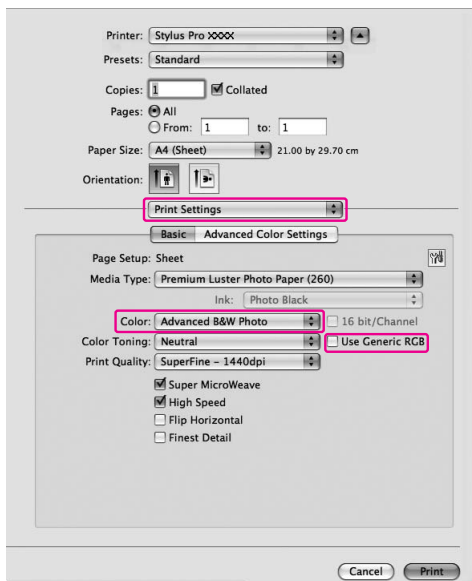 Printer: Stylus Pro XXXX
Presets: Standard
Copies: 1 Collated
Pages: All
From: 1 to: 1
Paper Size: A4 (Sheet) 21.00 by 29.70 cm
Orientation:
Print Settings
Basic Advanced Color Settings
Page Setup: Sheet
Media Type: Premium Luster Photo Paper (260)
Ink: Photo Black
Color: Advanced B&W Photo 16 bit/Channel
Color Toning: Neutral Use Generic RGB
Print Quality: SuperFine – 1440dpi
Super MicroWeave
High Speed
Flip Horizontal
Finest Detail
Cancel Print